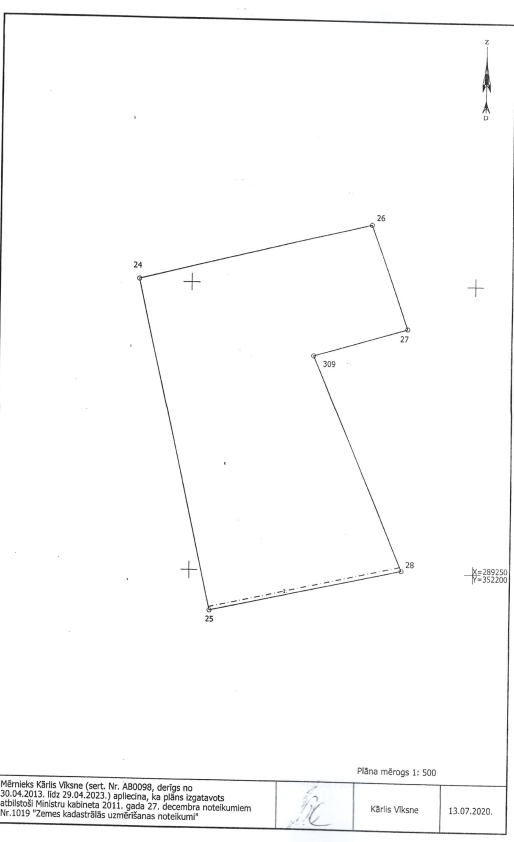 Z
D
26
24
27
309
28
X=289250
Y=352200
1
25
Plāna mērogs 1: 500
Mērnieks Kārlis Vīksne (sert. Nr. AB0098, derīgs no
30.04.2013. līdz 29.04.2023.) apliecina, ka plāns izgatavots
atbilstoši Ministru kabineta 2011. gada 27. decembra noteikumiem
Nr.1019 "Zemes kadastrālās uzmērīšanas noteikumi"
Kārlis Vīksne
13.07.2020.